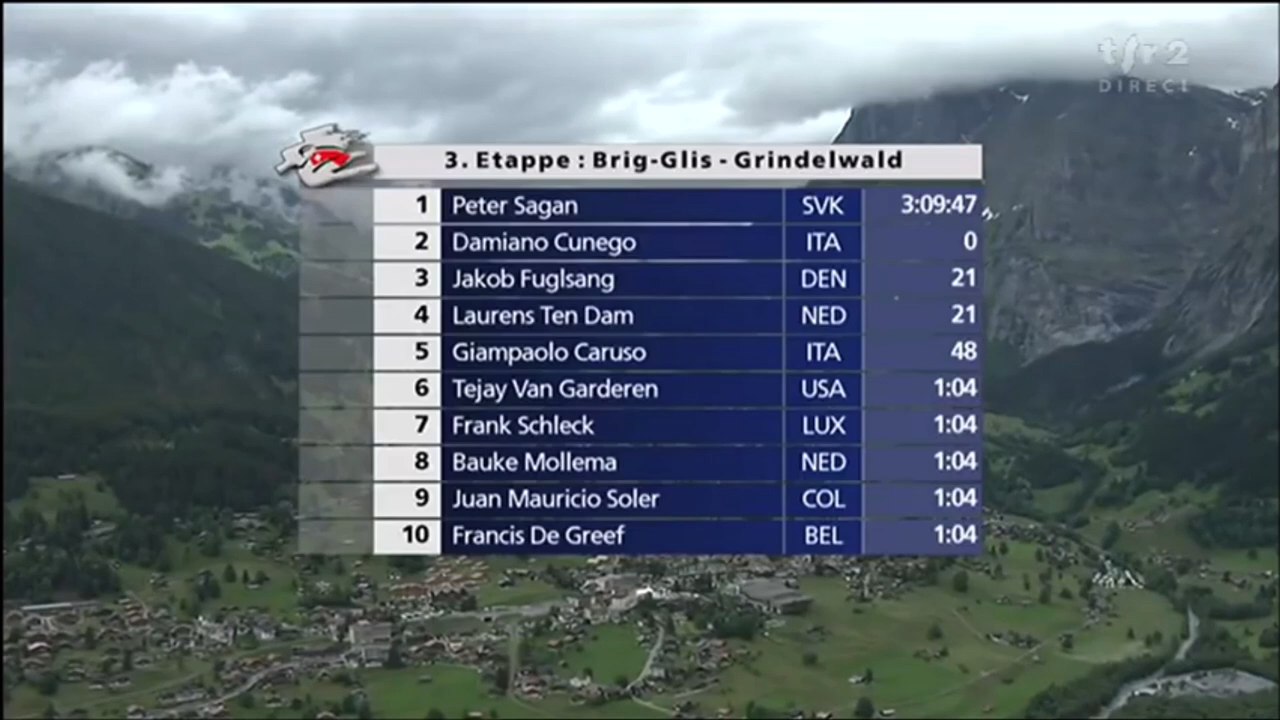 tsr2
DIRECT
3. Etappe : Brig-Glis - Grindelwald
1 Peter Sagan SVK 3:09:47
2 Damiano Cunego ITA 0
3 Jakob Fuglsang DEN 21
4 Laurens Ten Dam NED 21
5 Giampaolo Caruso ITA 48
6 Tejay Van Garderen USA 1:04
7 Frank Schleck LUX 1:04
8 Bauke Mollema NED 1:04
9 Juan Mauricio Soler COL 1:04
10 Francis De Greef BEL 1:04